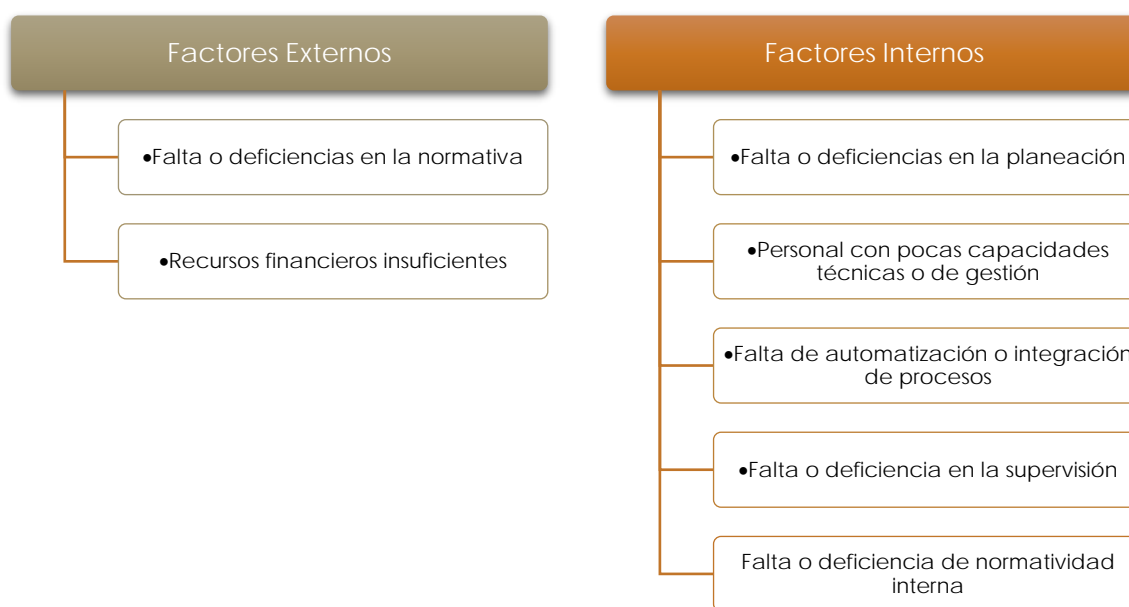 Factores Externos
•Falta o deficiencias en la normativa
•Recursos financieros insuficientes
Factores Internos
•Falta o deficiencias en la planeación
•Personal con pocas capacidades
técnicas o de gestión
•Falta de automatización o integración
de procesos
•Falta o deficiencia en la supervisión
Falta o deficiencia de normatividad
interna